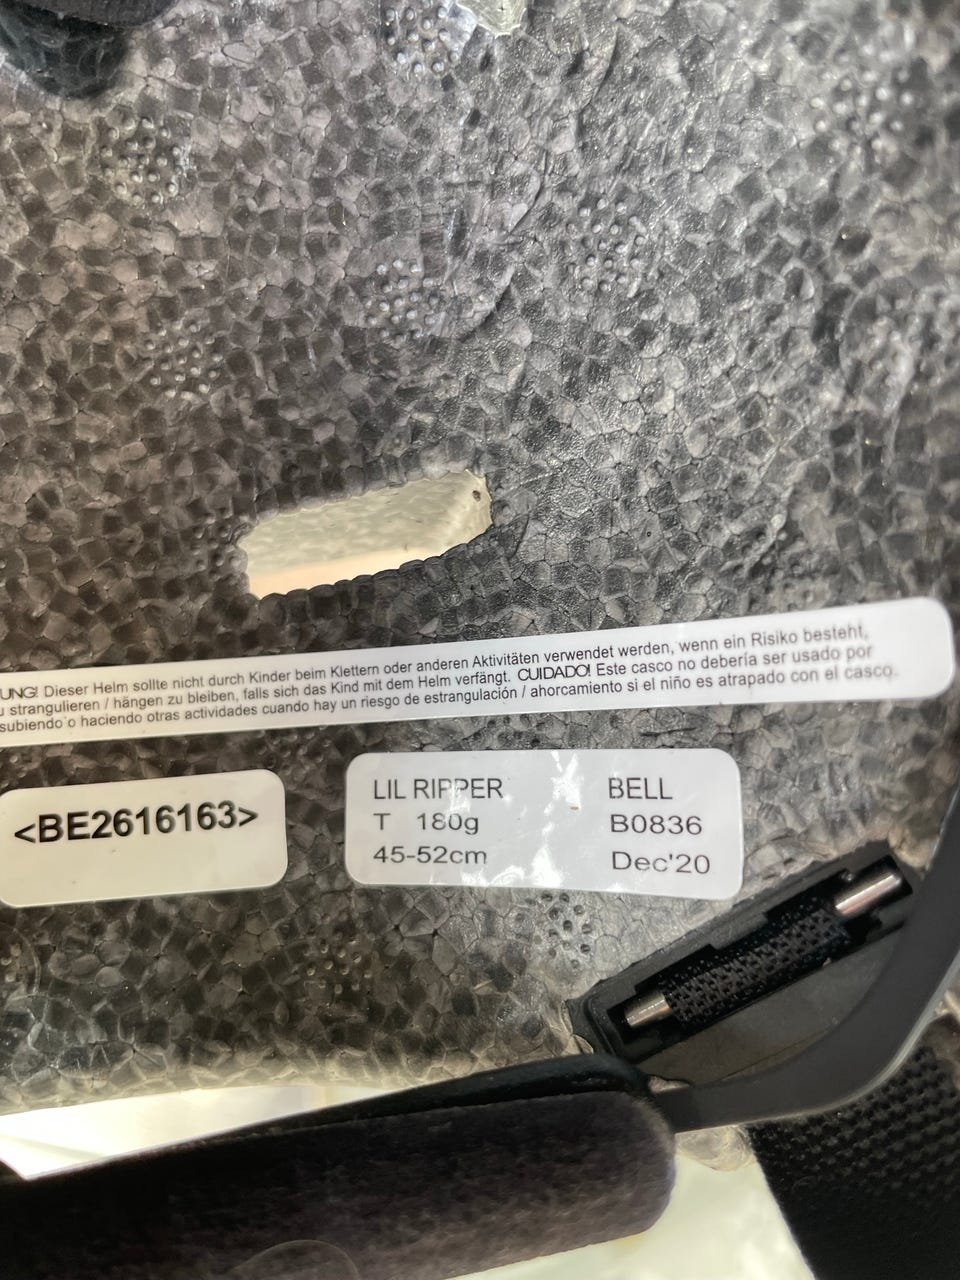 UNG! Dieser Helm sollte nicht durch Kinder beim Klettern oder anderen Aktivitäten verwendet werden, wenn ein Risiko besteht,
u strangulieren / hängen zu bleiben, falls sich das Kind mit dem Helm verfängt. CUIDADO! Este casco no debería ser usado por
subiendo o haciendo otras actividades cuando hay un riesgo de estrangulación / ahorcamiento si el niño es atrapado con el casco.
<BE2616163>
LIL RIPPER BELL
T 180g B0836
45-52cm Dec'20